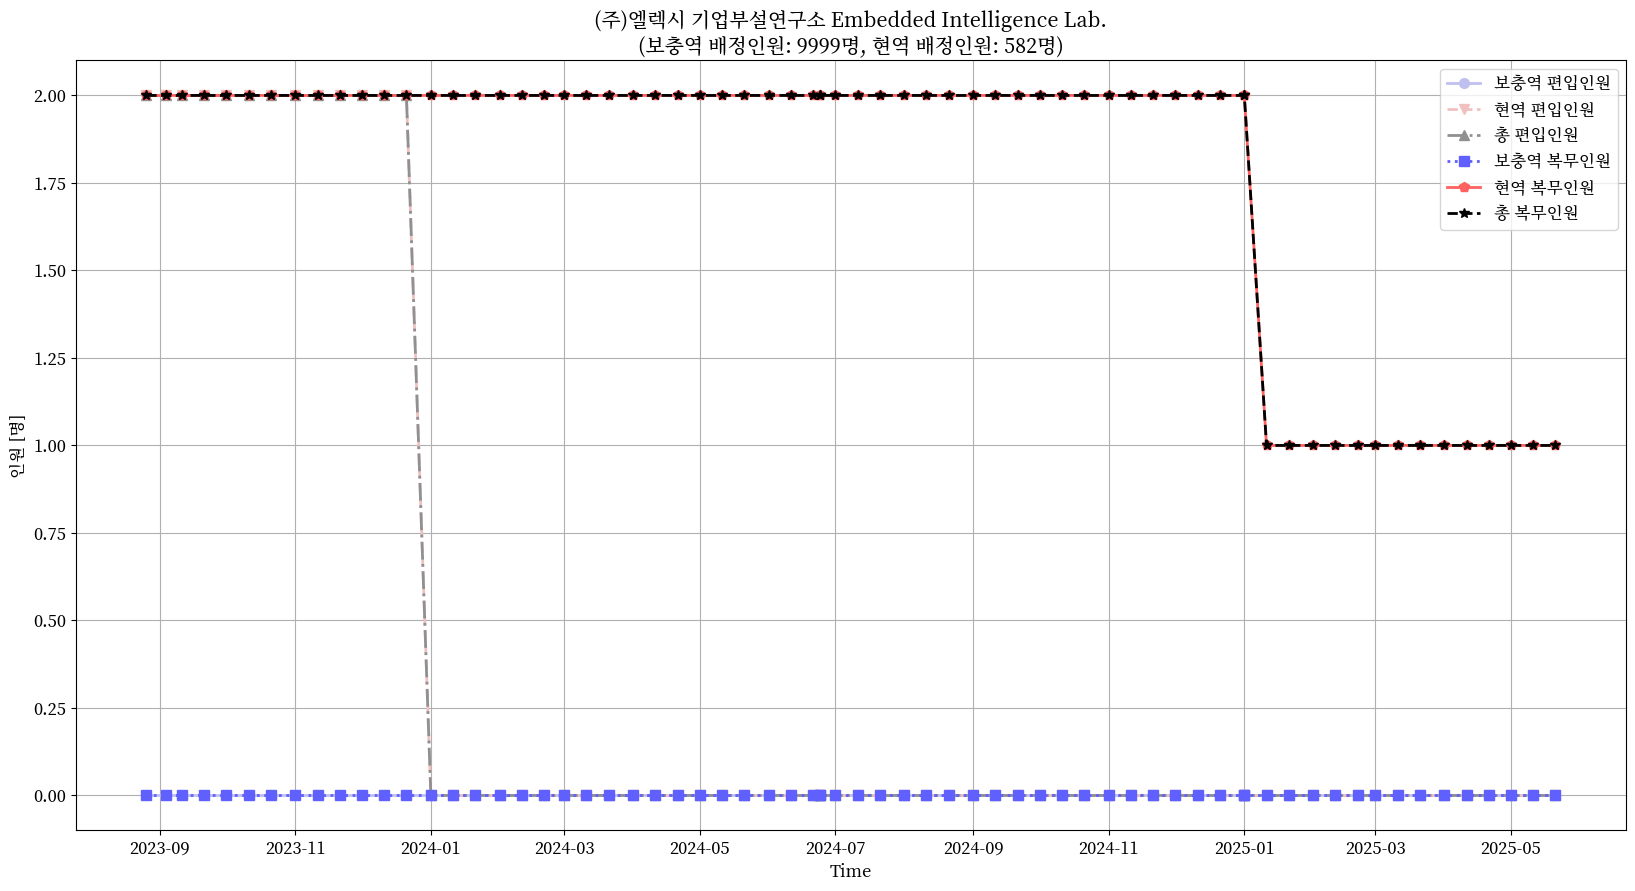 (주)엘렉시 기업부설연구소 Embedded Intelligence Lab.
(보충역 배정인원: 9999명, 현역 배정인원: 582명)
보충역 편입인원
현역 편입인원
총 편입인원
보충역 복무인원
현역 복무인원
총 복무인원
인원 [명]
2.00
1.75
1.50
1.25
1.00
0.75
0.50
0.25
0.00
2023-09 2023-11 2024-01 2024-03 2024-05 2024-07 2024-09 2024-11 2025-01 2025-03 2025-05
Time